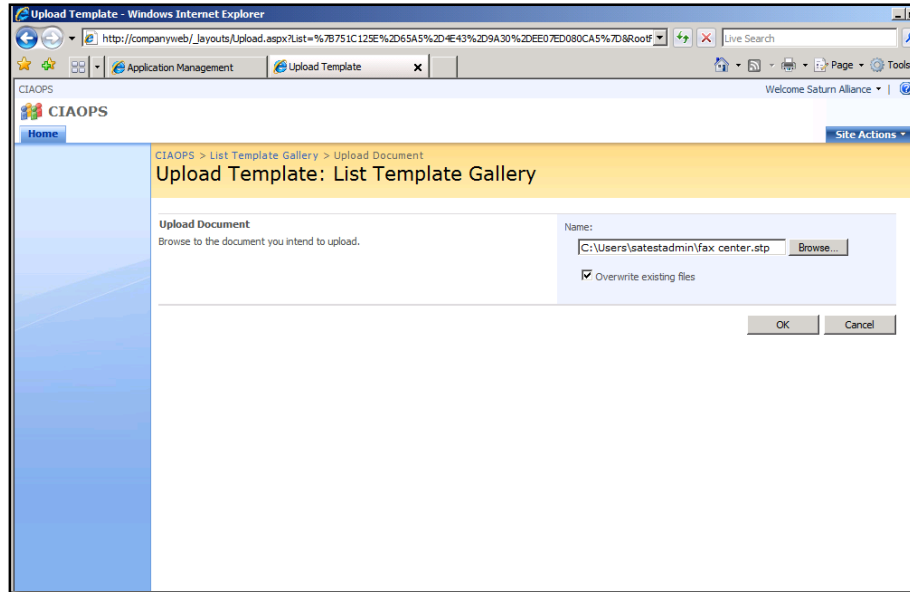 Upload Template - Windows Internet Explorer
http://companyweb/_layouts/Upload.aspx?List=%7B751C125E%2D65A5%2D4E43%2D9A30%2DEE07ED080CA5%7D&RootF
Live Search
Application Management
Upload Template
Page
Tools
CIAOPS
Welcome Saturn Alliance
CIAOPS
Home
Site Actions
CIAOPS > List Template Gallery > Upload Document
Upload Template: List Template Gallery
Upload Document
Browse to the document you intend to upload.
Name:
C:\Users\satestadmin\fax center.stp
Browse...
Overwrite existing files
OK
Cancel